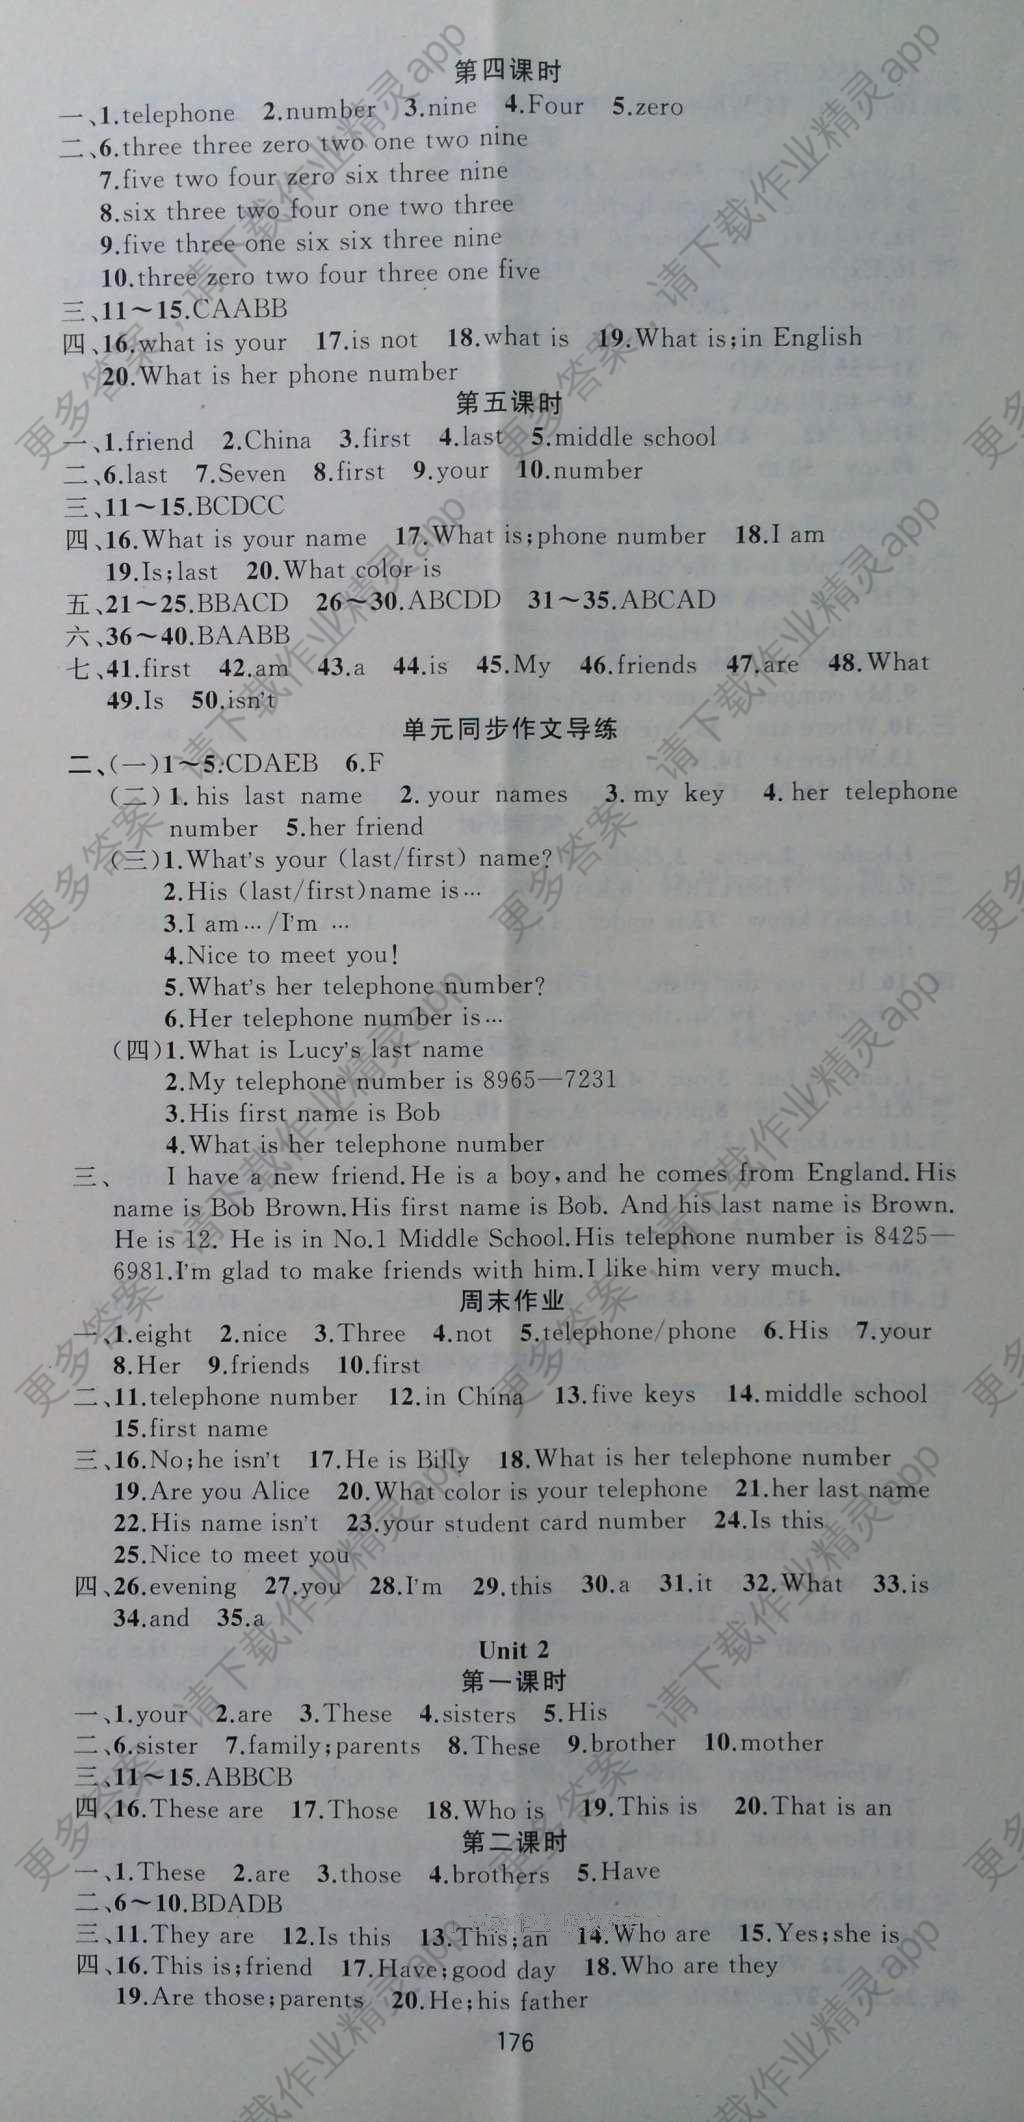 第四课时
一、1.telephone 2.number 3.nine 4.Four 5.zero
二、6.three three zero two one two nine
7.five two four zero six three nine
8.six three two four one two three
9.five three one six six three nine
10.three zero two four three one five
三、11～15.CAABB
四、16.what is your 17.is not 18.what is 19.What is;in English
20.What is her phone number
第五课时
一、1.friend 2.China 3.first 4.last 5.middle school
二、6.last 7.Seven 8.first 9.your 10.number
三、11～15.BCDCC
四、16.What is your name 17.What is;phone number 18.I am
19.Is;last 20.What color is
五、21～25.BBACD 26～30.ABCDD 31～35.ABCAD
六、36～40.BAABB
七、41.first 42.am 43.a 44.is 45.My 46.friends 47.are 48.What
49.Is 50.isn't
单元同步作文导练
二、(一)1～5.CDAEB 6.F
(二)1. his last name 2. your names 3. my key 4. her telephone
number 5.her friend
(三)1.What's your (last/first) name?
2.His (last/first)name is…
3.I am…/I'm …
4.Nice to meet you!
5.What's her telephone number?
6.Her telephone number is…
(四)1.What is Lucy's last name
2.My telephone number is 8965—7231
3.His first name is Bob
4.What is her telephone number
三、 I have a new friend.He is a boy,and he comes from England.His
name is Bob Brown.His first name is Bob. And his last name is Brown.
He is 12. He is in No.1 Middle School.His telephone number is 8425—
6981.I'm glad to make friends with him.I like him very much.
周末作业
一、1.eight 2.nice 3.Three 4.not 5.telephone/phone 6.His 7.your
8.Her 9.friends 10.first
二、11.telephone number 12.in China 13.five keys 14.middle school
15.first name
三、16.No;he isn't 17.He is Billy 18.What is her telephone number
19.Are you Alice 20.What color is your telephone 21.her last name
22.His name isn't 23.your student card number 24.Is this
25.Nice to meet you
四、26.evening 27.you 28.I'm 29.this 30.a 31.it 32.What 33.is
34.and 35.a
Unit 2
第一课时
一、1.your 2.are 3.These 4.sisters 5.His
二、6.sister 7.family;parents 8.These 9.brother 10.mother
三、11～15.ABBCB
四、16.These are 17.Those 18.Who is 19.This is 20.That is an
第二课时
一、1.These 2.are 3.those 4.brothers 5.Have
二、6～10.BDADB
三、11.They are 12.Is this 13.This;an 14.Who are 15.Yes;she is
四、16.This is;friend 17.Have;good day 18.Who are they
19.Are those;parents 20.He;his father
176
更多答案，请下载作业精灵app